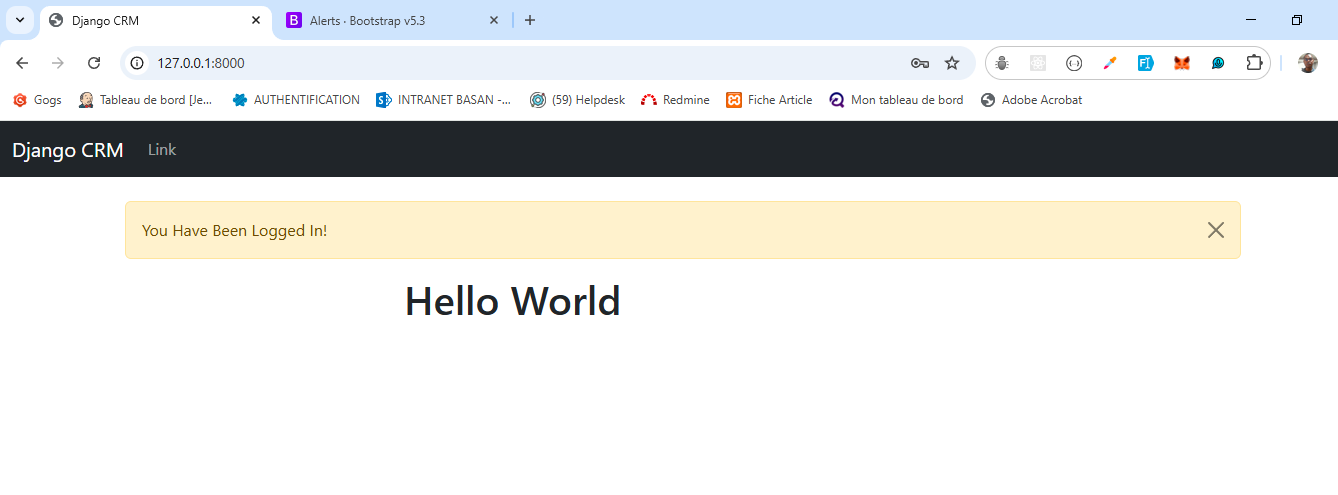 Django CRM
Alerts · Bootstrap v5.3
127.0.0.1:8000
Gogs
Tableau de bord [Je...
AUTHENTIFICATION
INTRANET BASAN -...
(59) Helpdesk
Redmine
Fiche Article
Mon tableau de bord
Adobe Acrobat
Django CRM
Link
You Have Been Logged In!
Hello World